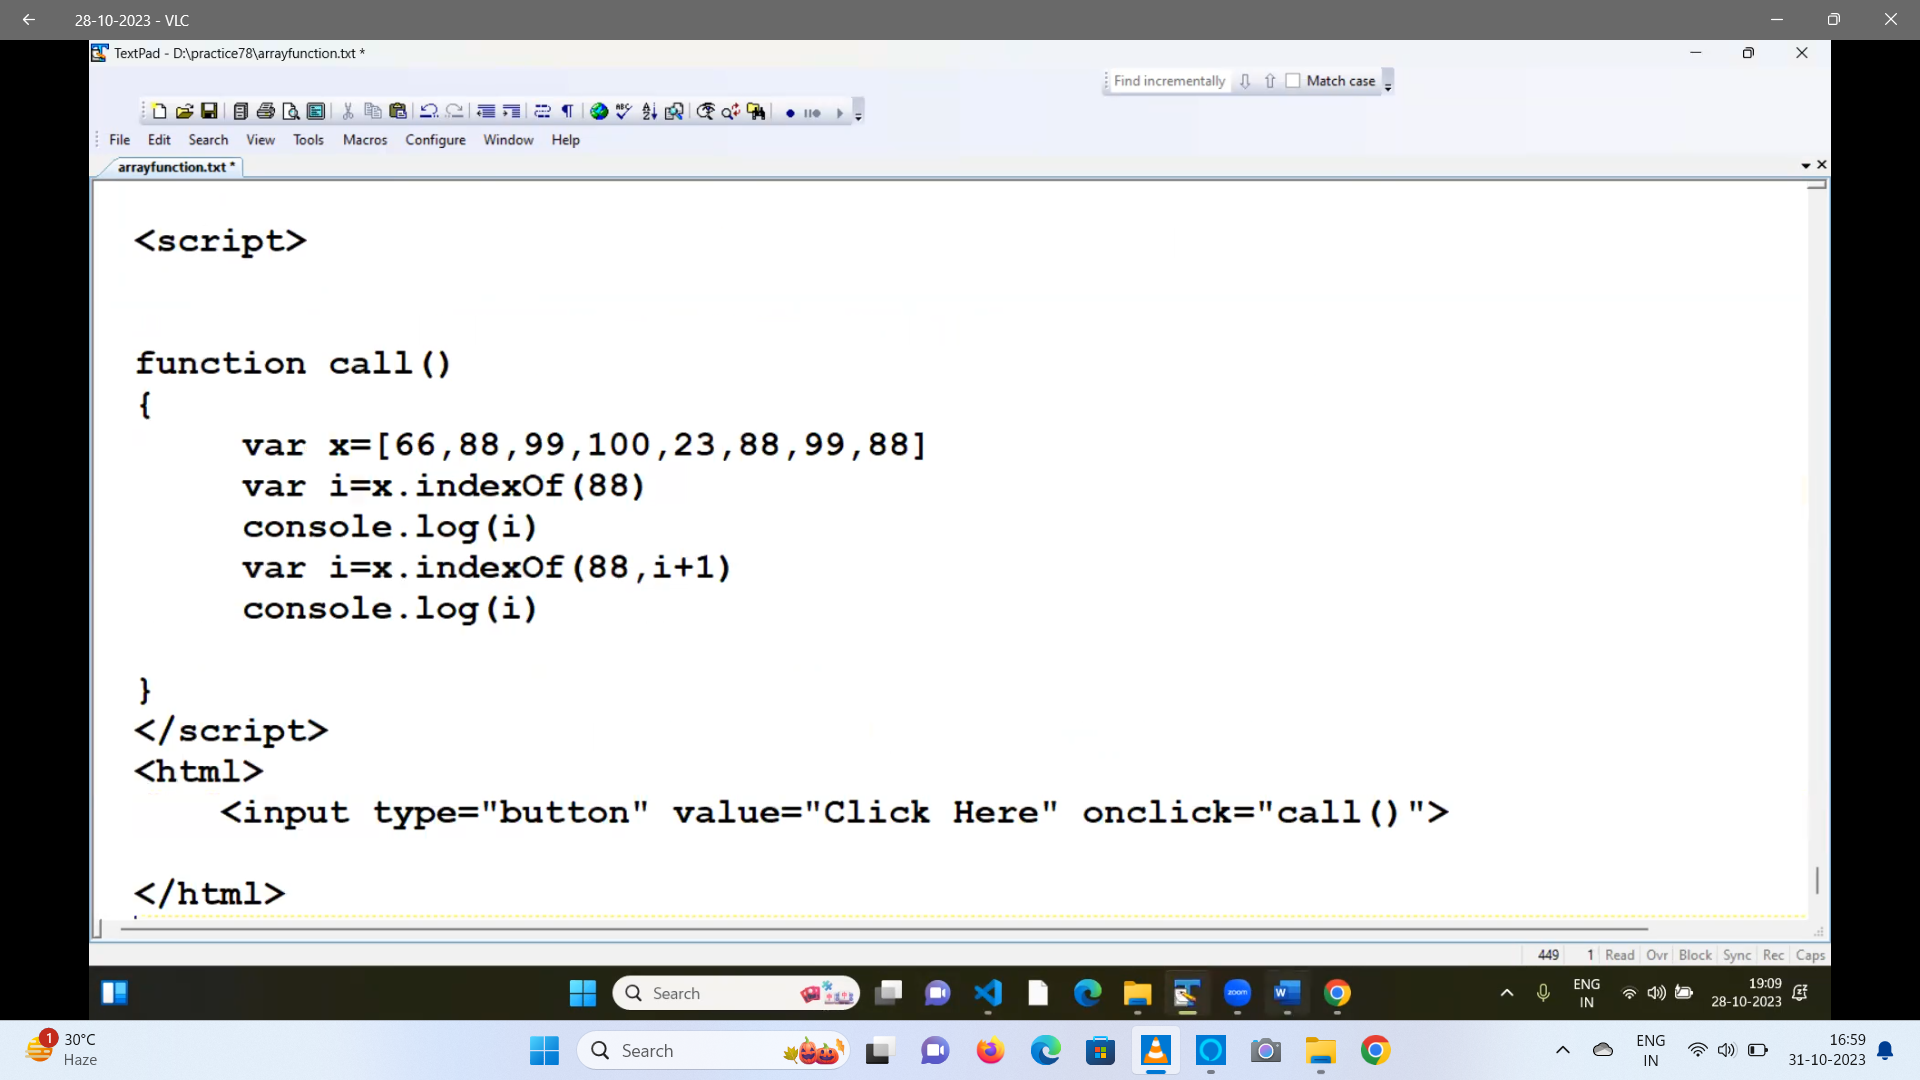 28-10-2023 - VLC
TextPad - D:\practice78\arrayfunction.txt *
Find incrementally Match case
File Edit Search View Tools Macros Configure Window Help
arrayfunction.txt *
<script>
function call()
{
var x=[66,88,99,100,23,88,99,88]
var i=x.indexOf(88)
console.log(i)
var i=x.indexOf(88,i+1)
console.log(i)
}
</script>
<html>
<input type="button" value="Click Here" onclick="call()">
</html>
449 1 Read Ovr Block Sync Rec Caps
Search
zoom
ENG
IN
19:09
28-10-2023
1
30°C
Haze
Search
ENG
IN
16:59
31-10-2023